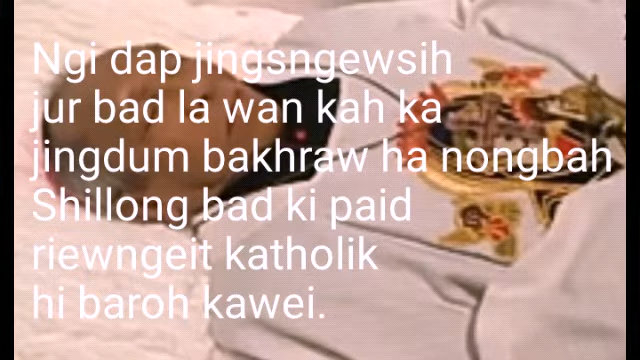 Ngi dap jingsngewsih
jur bad la wan kah ka
jingdum bakhraw ha nongbah
Shillong bad ki paid
riewngeit katholik
hi baroh kawei.